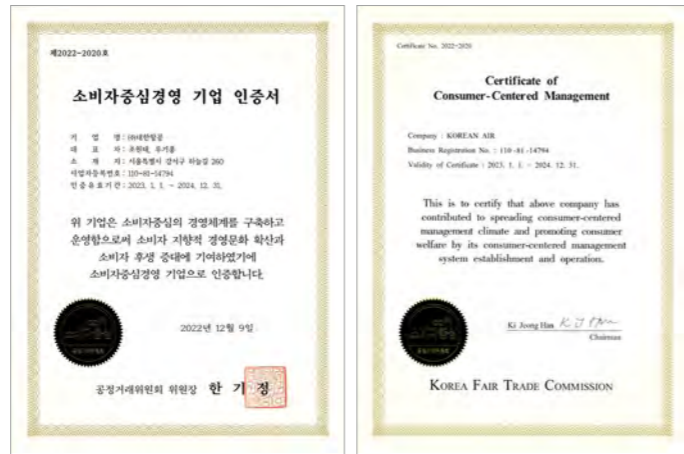 제2022-2020호
소비자중심경영 기업 인증서
기 업 명 : ㈜대한항공
대 표 자 : 조원태, 우기홍
소 재 지 : 서울특별시 강서구 하늘길 260
사업자등록번호 : 110-81-14794
인증유효기간 : 2023. 1. 1. ~ 2024. 12. 31.
위 기업은 소비자중심의 경영체계를 구축하고
운영함으로써 소비자 지향적 경영문화 확산과
소비자 후생 증대에 기여하였기에
소비자중심경영 기업으로 인증합니다.
2022년 12월 9일
공정거래위원회 위원장 한 기 정
Certificate No. 2022-2020
Certificate of
Consumer-Centered Management
Company : KOREAN AIR
Business Registration No. : 110-81-14794
Validity of Certificate : 2023. 1. 1 - 2024. 12. 31.
This is to certify that above company has
contributed to spreading consumer-centered
management climate and promoting consumer
welfare by its consumer-centered management
system establishment and operation.
Ki Jeong Han
Chairman
KOREA FAIR TRADE COMMISSION